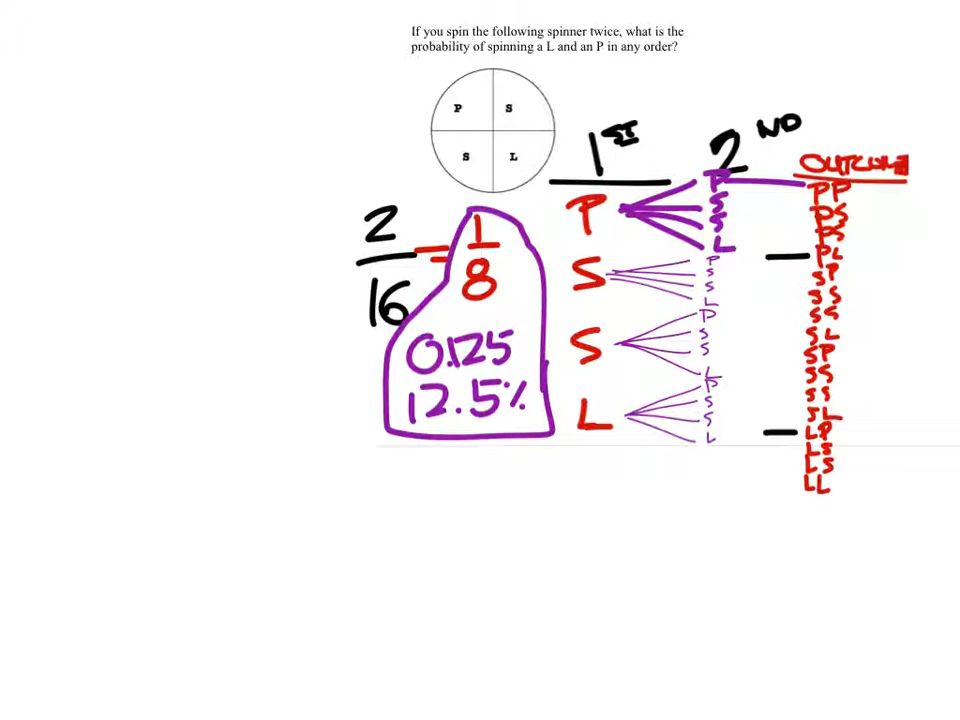 If you spin the following spinner twice, what is the
probability of spinning a L and an P in any order?
P S
S L
1ST 2ND OUTCOME
2/16 = 1/8
0.125
12.5%
P
S
S
L
P
S
S
L
P
S
S
L
P
S
S
L
P
S
S
L
PP
PS
PS
PL
SP
SS
SS
SL
SP
SS
SS
SL
LP
LS
LS
LL